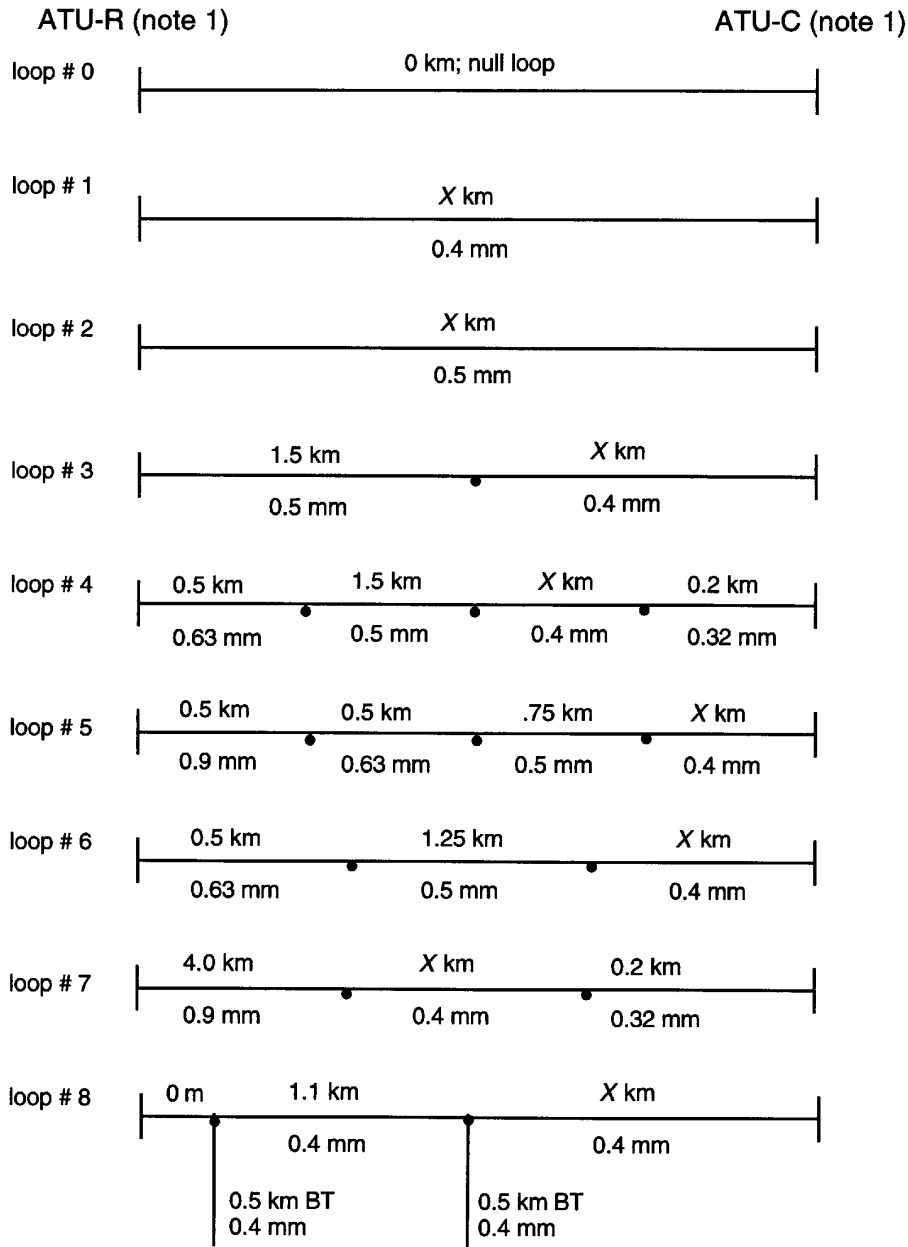 ATU-R (note 1) ATU-C (note 1)
loop # 0 0 km; null loop
loop # 1 X km
0.4 mm
loop # 2 X km
0.5 mm
loop # 3 1.5 km X km
0.5 mm 0.4 mm
loop # 4 0.5 km 1.5 km X km 0.2 km
0.63 mm 0.5 mm 0.4 mm 0.32 mm
loop # 5 0.5 km 0.5 km .75 km X km
0.9 mm 0.63 mm 0.5 mm 0.4 mm
loop # 6 0.5 km 1.25 km X km
0.63 mm 0.5 mm 0.4 mm
loop # 7 4.0 km X km 0.2 km
0.9 mm 0.4 mm 0.32 mm
loop # 8 0 m 1.1 km X km
0.4 mm 0.4 mm
0.5 km BT 0.5 km BT
0.4 mm 0.4 mm